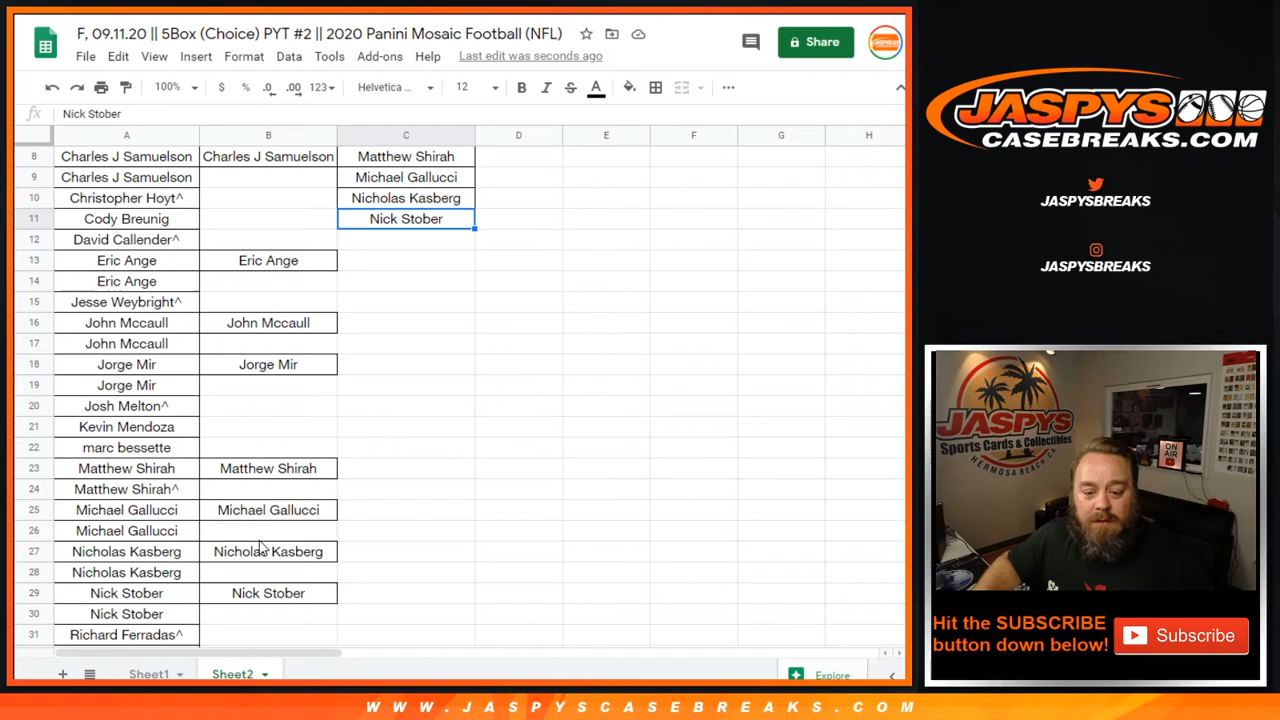 F, 09.11.20 || 5Box (Choice) PYT #2 || 2020 Panini Mosaic Football (NFL)
File Edit View Insert Format Data Tools Add-ons Help Last edit was seconds ago
Share
100% $ % .0 .00 123 Helvetica ... 12 B I S A
fx Nick Stober
A B C D E F G H
8 Charles J Samuelson Charles J Samuelson Matthew Shirah
9 Charles J Samuelson Michael Gallucci
10 Christopher Hoyt^ Nicholas Kasberg
11 Cody Breunig Nick Stober
12 David Callender^
13 Eric Ange Eric Ange
14 Eric Ange
15 Jesse Weybright^
16 John Mccaull John Mccaull
17 John Mccaull
18 Jorge Mir Jorge Mir
19 Jorge Mir
20 Josh Melton^
21 Kevin Mendoza
22 marc bessette
23 Matthew Shirah Matthew Shirah
24 Matthew Shirah^
25 Michael Gallucci Michael Gallucci
26 Michael Gallucci
27 Nicholas Kasberg Nicholas Kasberg
28 Nicholas Kasberg
29 Nick Stober Nick Stober
30 Nick Stober
31 Richard Ferradas^
Sheet1 Sheet2 Explore
JASPYS
CASEBREAKS.COM
JASPYSBREAKS
JASPYSBREAKS
JASPYS
Sports Cards & Collectibles
HERMOSA BEACH, CA
ON AIR
Hit the SUBSCRIBE
button down below!
Subscribe
WWW.JASPYSCASEBREAKS.COM